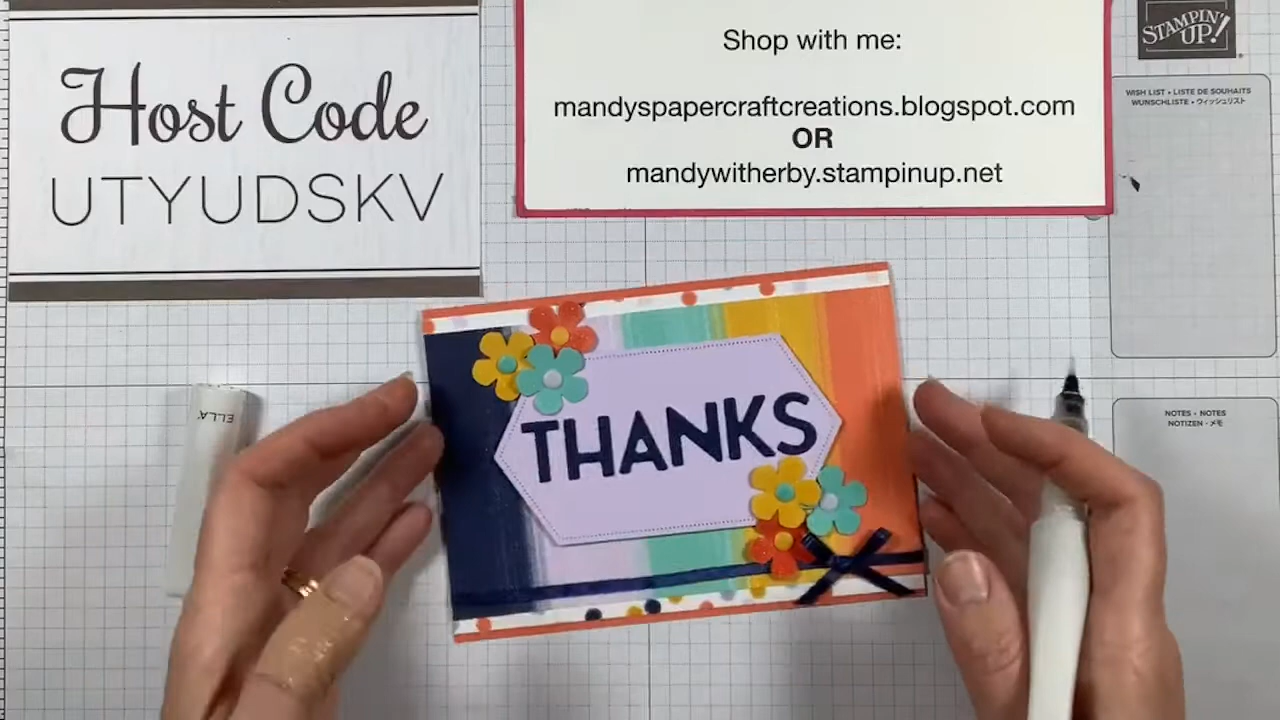 Host Code
UTYUDSKV
Shop with me:
mandyspapercraftcreations.blogspot.com
OR
mandywitherby.stampinup.net
STAMPIN'
UP!
WISH LIST • LISTE DE SOUHAITS
WUNSCHLISTE • ウィッシュリスト
THANKS
ELLA
NOTES • NOTES
NOTIZEN • メモ